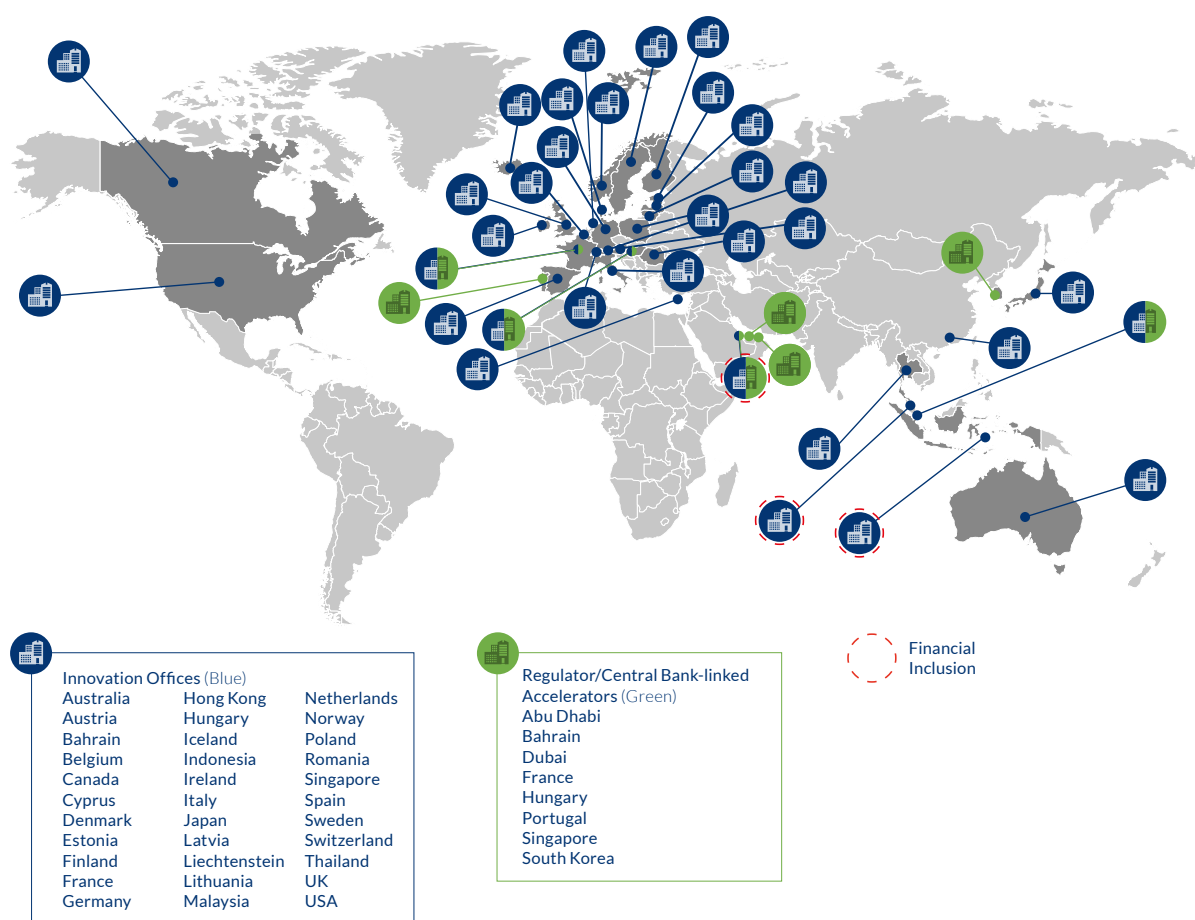 Innovation Offices (Blue)
Australia
Austria
Bahrain
Belgium
Canada
Cyprus
Denmark
Estonia
Finland
France
Germany
Hong Kong
Hungary
Iceland
Indonesia
Ireland
Italy
Japan
Latvia
Liechtenstein
Lithuania
Malaysia
Netherlands
Norway
Poland
Romania
Singapore
Spain
Sweden
Switzerland
Thailand
UK
USA
Regulator/Central Bank-linked
Accelerators (Green)
Abu Dhabi
Bahrain
Dubai
France
Hungary
Portugal
Singapore
South Korea
Financial
Inclusion